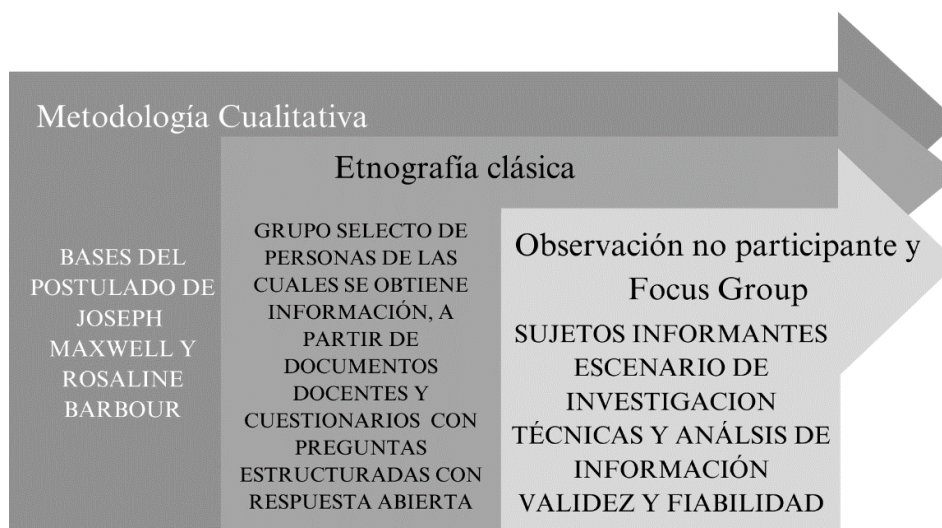 Metodología Cualitativa
BASES DEL
POSTULADO DE
JOSEPH
MAXWELL Y
ROSALINE
BARBOUR
Etnografía clásica
GRUPO SELECTO DE
PERSONAS DE LAS
CUALES SE OBTIENE
INFORMACIÓN, A
PARTIR DE
DOCUMENTOS
DOCENTES Y
CUESTIONARIOS CON
PREGUNTAS
ESTRUCTURADAS CON
RESPUESTA ABIERTA
Observación no participante y
Focus Group
SUJETOS INFORMANTES
ESCENARIO DE
INVESTIGACION
TÉCNICAS Y ANÁLSIS DE
INFORMACIÓN
VALIDEZ Y FIABILIDAD